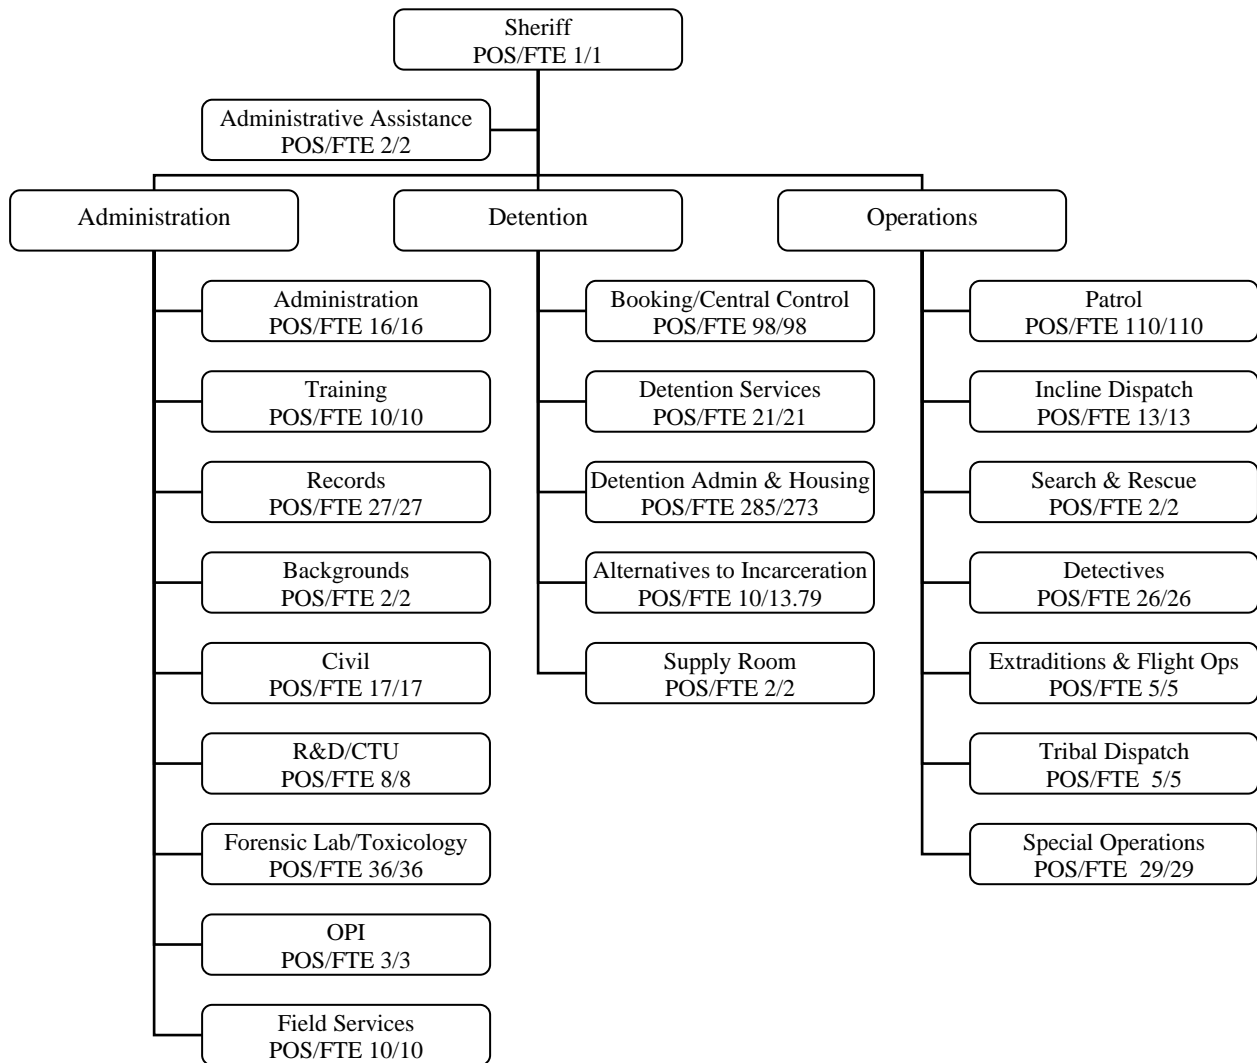 Sheriff
POS/FTE 1/1
Administrative Assistance
POS/FTE 2/2
Administration
Detention
Operations
Administration
POS/FTE 16/16
Training
POS/FTE 10/10
Records
POS/FTE 27/27
Backgrounds
POS/FTE 2/2
Civil
POS/FTE 17/17
R&D/CTU
POS/FTE 8/8
Forensic Lab/Toxicology
POS/FTE 36/36
OPI
POS/FTE 3/3
Field Services
POS/FTE 10/10
Booking/Central Control
POS/FTE 98/98
Detention Services
POS/FTE 21/21
Detention Admin & Housing
POS/FTE 285/273
Alternatives to Incarceration
POS/FTE 10/13.79
Supply Room
POS/FTE 2/2
Patrol
POS/FTE 110/110
Incline Dispatch
POS/FTE 13/13
Search & Rescue
POS/FTE 2/2
Detectives
POS/FTE 26/26
Extraditions & Flight Ops
POS/FTE 5/5
Tribal Dispatch
POS/FTE  5/5
Special Operations
POS/FTE  29/29